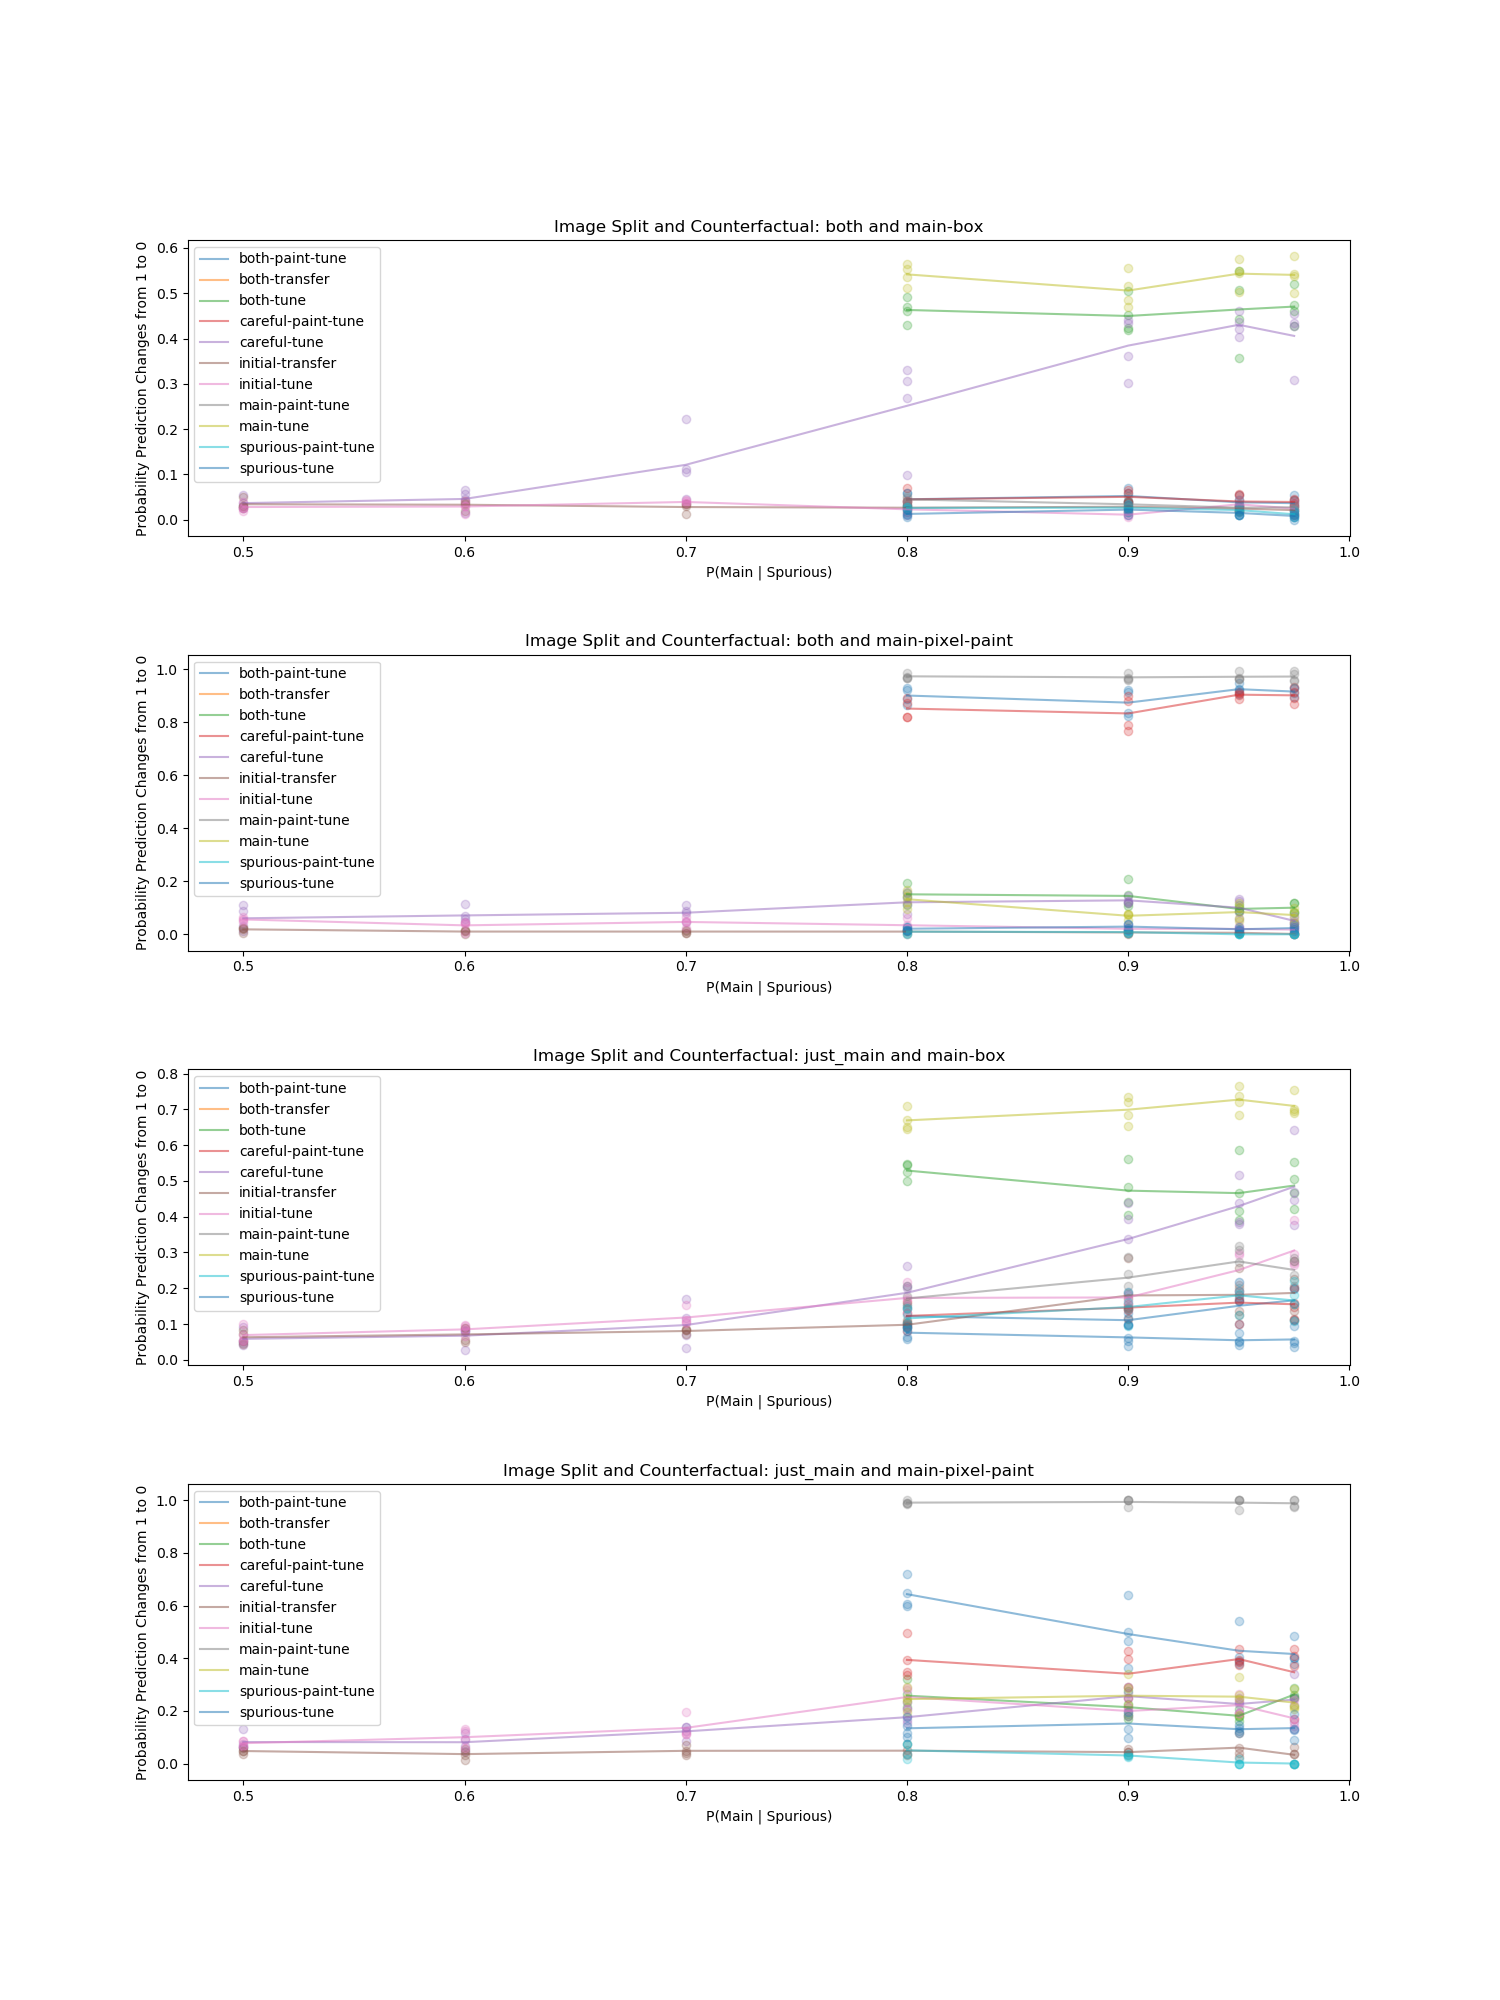 Image Split and Counterfactual: both and main-box
Probability Prediction Changes from 1 to 0
0.6
0.5
0.4
0.3
0.2
0.1
0.0
both-paint-tune
both-transfer
both-tune
careful-paint-tune
careful-tune
initial-transfer
initial-tune
main-paint-tune
main-tune
spurious-paint-tune
spurious-tune
0.5 0.6 0.7 0.8 0.9 1.0
P(Main | Spurious)
Image Split and Counterfactual: both and main-pixel-paint
Probability Prediction Changes from 1 to 0
1.0
0.8
0.6
0.4
0.2
0.0
both-paint-tune
both-transfer
both-tune
careful-paint-tune
careful-tune
initial-transfer
initial-tune
main-paint-tune
main-tune
spurious-paint-tune
spurious-tune
0.5 0.6 0.7 0.8 0.9 1.0
P(Main | Spurious)
Image Split and Counterfactual: just_main and main-box
Probability Prediction Changes from 1 to 0
0.8
0.7
0.6
0.5
0.4
0.3
0.2
0.1
0.0
both-paint-tune
both-transfer
both-tune
careful-paint-tune
careful-tune
initial-transfer
initial-tune
main-paint-tune
main-tune
spurious-paint-tune
spurious-tune
0.5 0.6 0.7 0.8 0.9 1.0
P(Main | Spurious)
Image Split and Counterfactual: just_main and main-pixel-paint
Probability Prediction Changes from 1 to 0
1.0
0.8
0.6
0.4
0.2
0.0
both-paint-tune
both-transfer
both-tune
careful-paint-tune
careful-tune
initial-transfer
initial-tune
main-paint-tune
main-tune
spurious-paint-tune
spurious-tune
0.5 0.6 0.7 0.8 0.9 1.0
P(Main | Spurious)